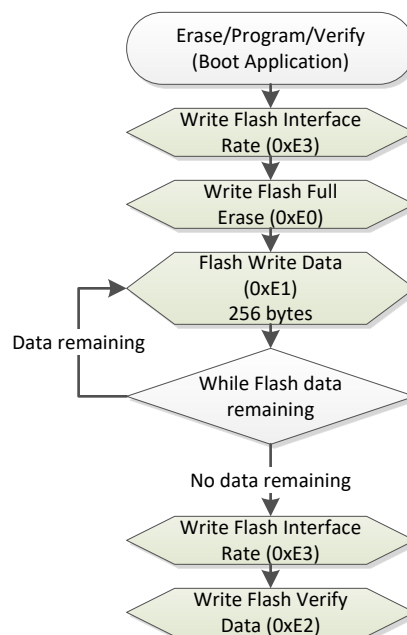 Erase/Program/Verify
(Boot Application)
Write Flash Interface
Rate (0xE3)
Write Flash Full
Erase (0xE0)
Flash Write Data
(0xE1)
256 bytes
Data remaining
While Flash data
remaining
No data remaining
Write Flash Interface
Rate (0xE3)
Write Flash Verify
Data (0xE2)